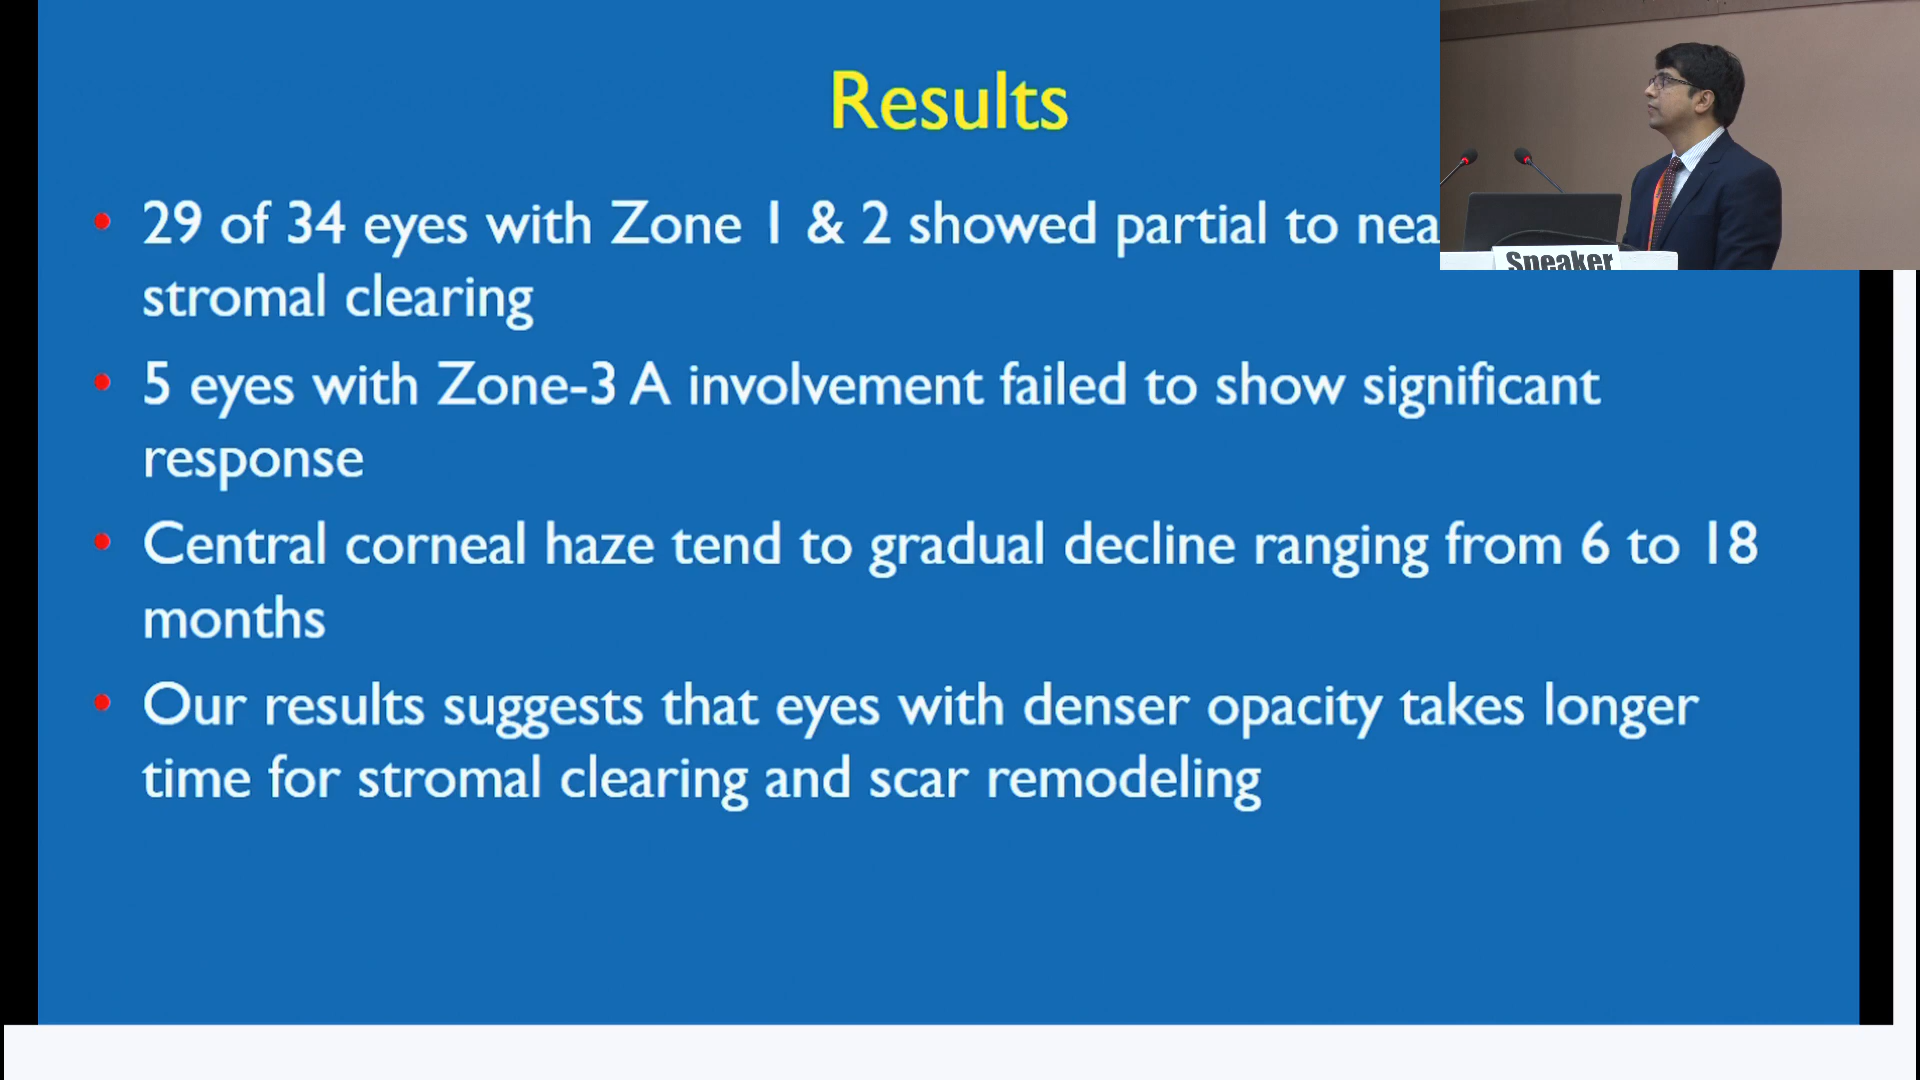 Results
• 29 of 34 eyes with Zone 1 & 2 showed partial to
stromal clearing
• 5 eyes with Zone-3 A involvement failed to show significant
response
• Central corneal haze tend to gradual decline ranging from 6 to 18
months
• Our results suggests that eyes with denser opacity takes longer
time for stromal clearing and scar remodeling
Speaker